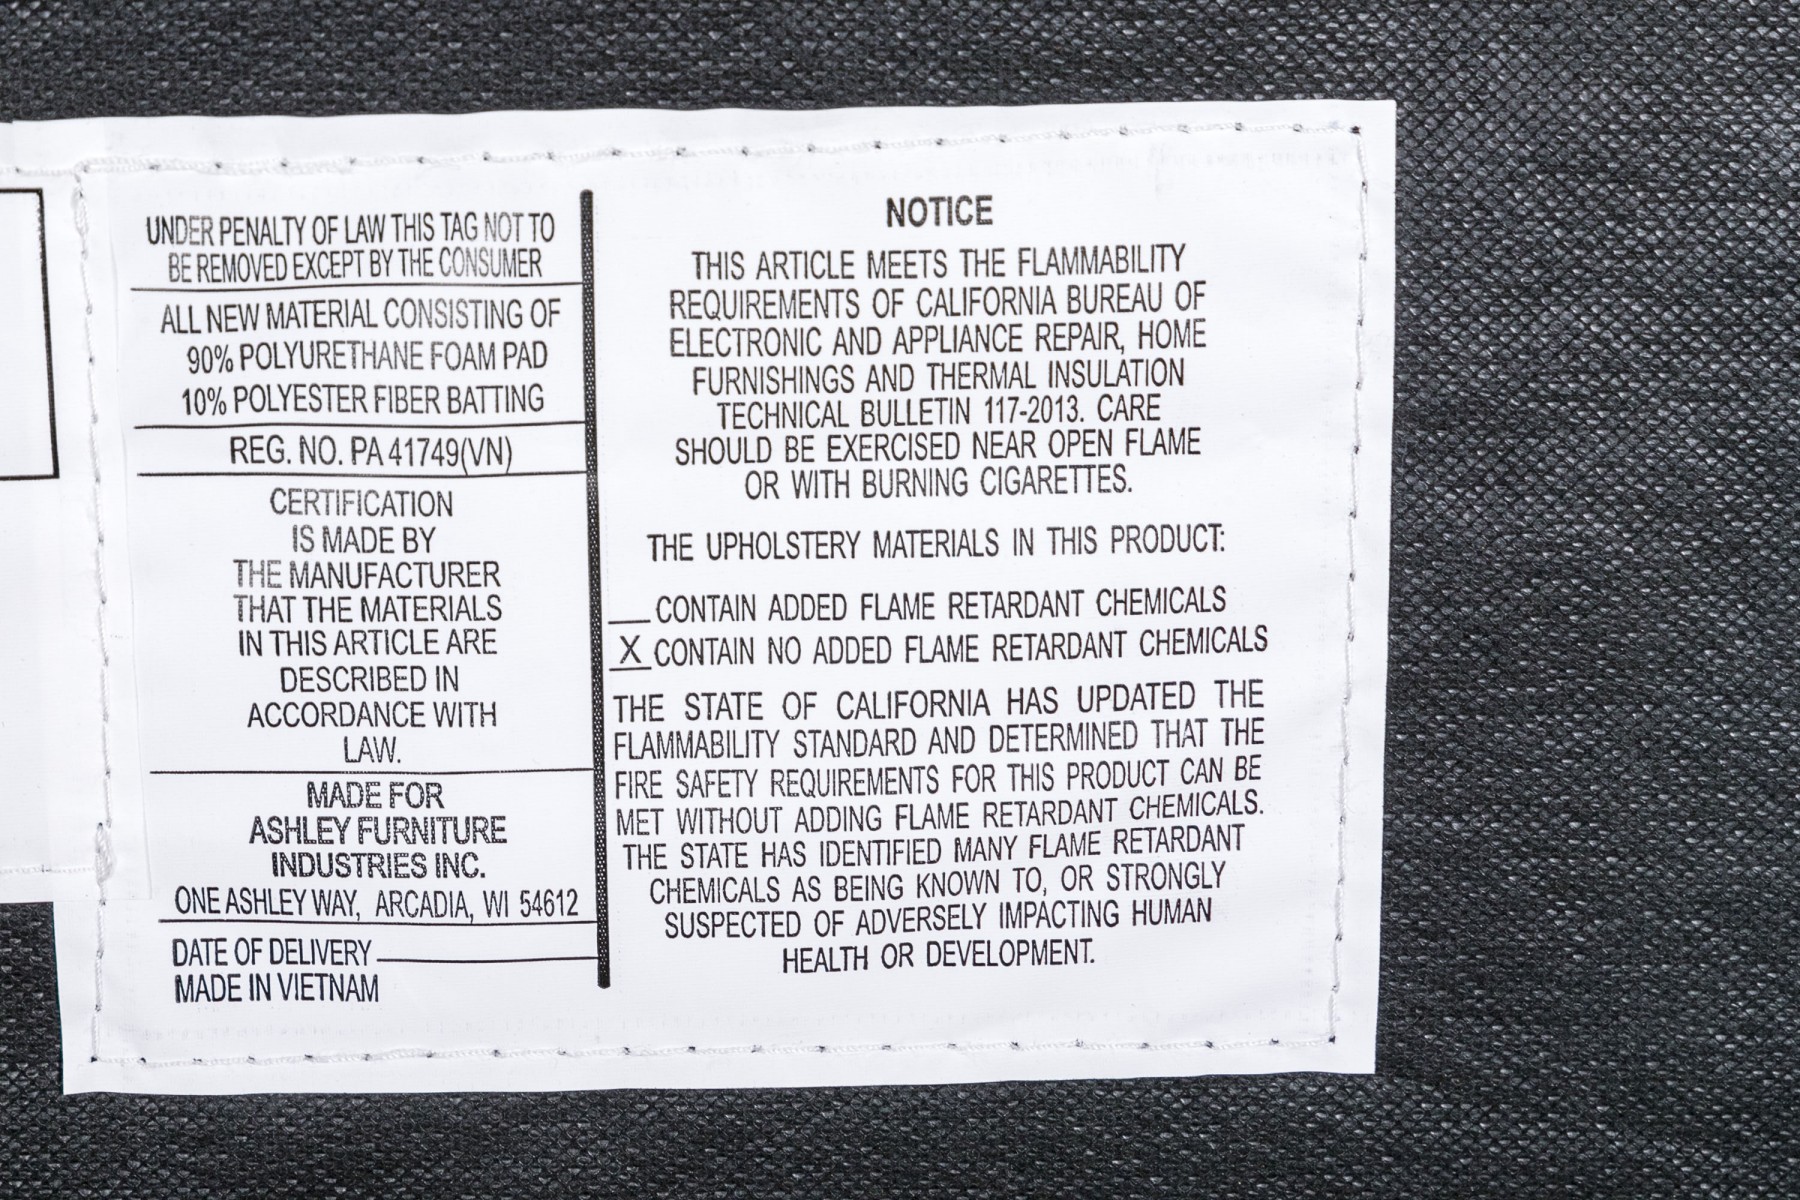 UNDER PENALTY OF LAW THIS TAG NOT TO
BE REMOVED EXCEPT BY THE CONSUMER
ALL NEW MATERIAL CONSISTING OF
90% POLYURETHANE FOAM PAD
10% POLYESTER FIBER BATTING
REG. NO. PA 41749(VN)
CERTIFICATION
IS MADE BY
THE MANUFACTURER
THAT THE MATERIALS
IN THIS ARTICLE ARE
DESCRIBED IN
ACCORDANCE WITH
LAW.
MADE FOR
ASHLEY FURNITURE
INDUSTRIES INC.
ONE ASHLEY WAY, ARCADIA, WI 54612
DATE OF DELIVERY
MADE IN VIETNAM
NOTICE
THIS ARTICLE MEETS THE FLAMMABILITY
REQUIREMENTS OF CALIFORNIA BUREAU OF
ELECTRONIC AND APPLIANCE REPAIR, HOME
FURNISHINGS AND THERMAL INSULATION
TECHNICAL BULLETIN 117-2013. CARE
SHOULD BE EXERCISED NEAR OPEN FLAME
OR WITH BURNING CIGARETTES.
THE UPHOLSTERY MATERIALS IN THIS PRODUCT:
__CONTAIN ADDED FLAME RETARDANT CHEMICALS
X CONTAIN NO ADDED FLAME RETARDANT CHEMICALS
THE STATE OF CALIFORNIA HAS UPDATED THE
FLAMMABILITY STANDARD AND DETERMINED THAT THE
FIRE SAFETY REQUIREMENTS FOR THIS PRODUCT CAN BE
MET WITHOUT ADDING FLAME RETARDANT CHEMICALS.
THE STATE HAS IDENTIFIED MANY FLAME RETARDANT
CHEMICALS AS BEING KNOWN TO, OR STRONGLY
SUSPECTED OF ADVERSELY IMPACTING HUMAN
HEALTH OR DEVELOPMENT.